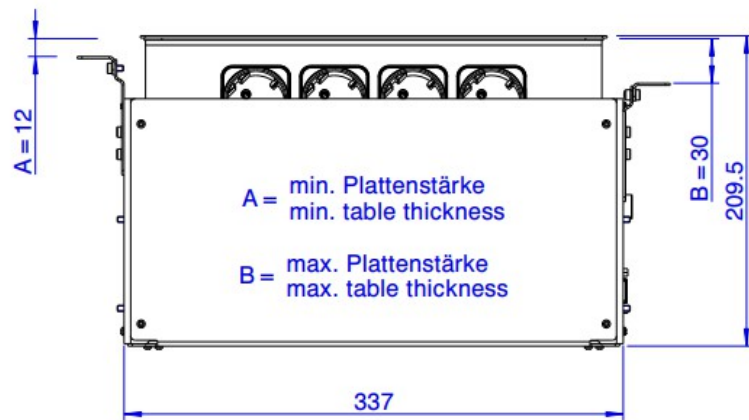 A = 12
B = 30
209.5
A = min. Plattenstärke
min. table thickness
B = max. Plattenstärke
max. table thickness
337